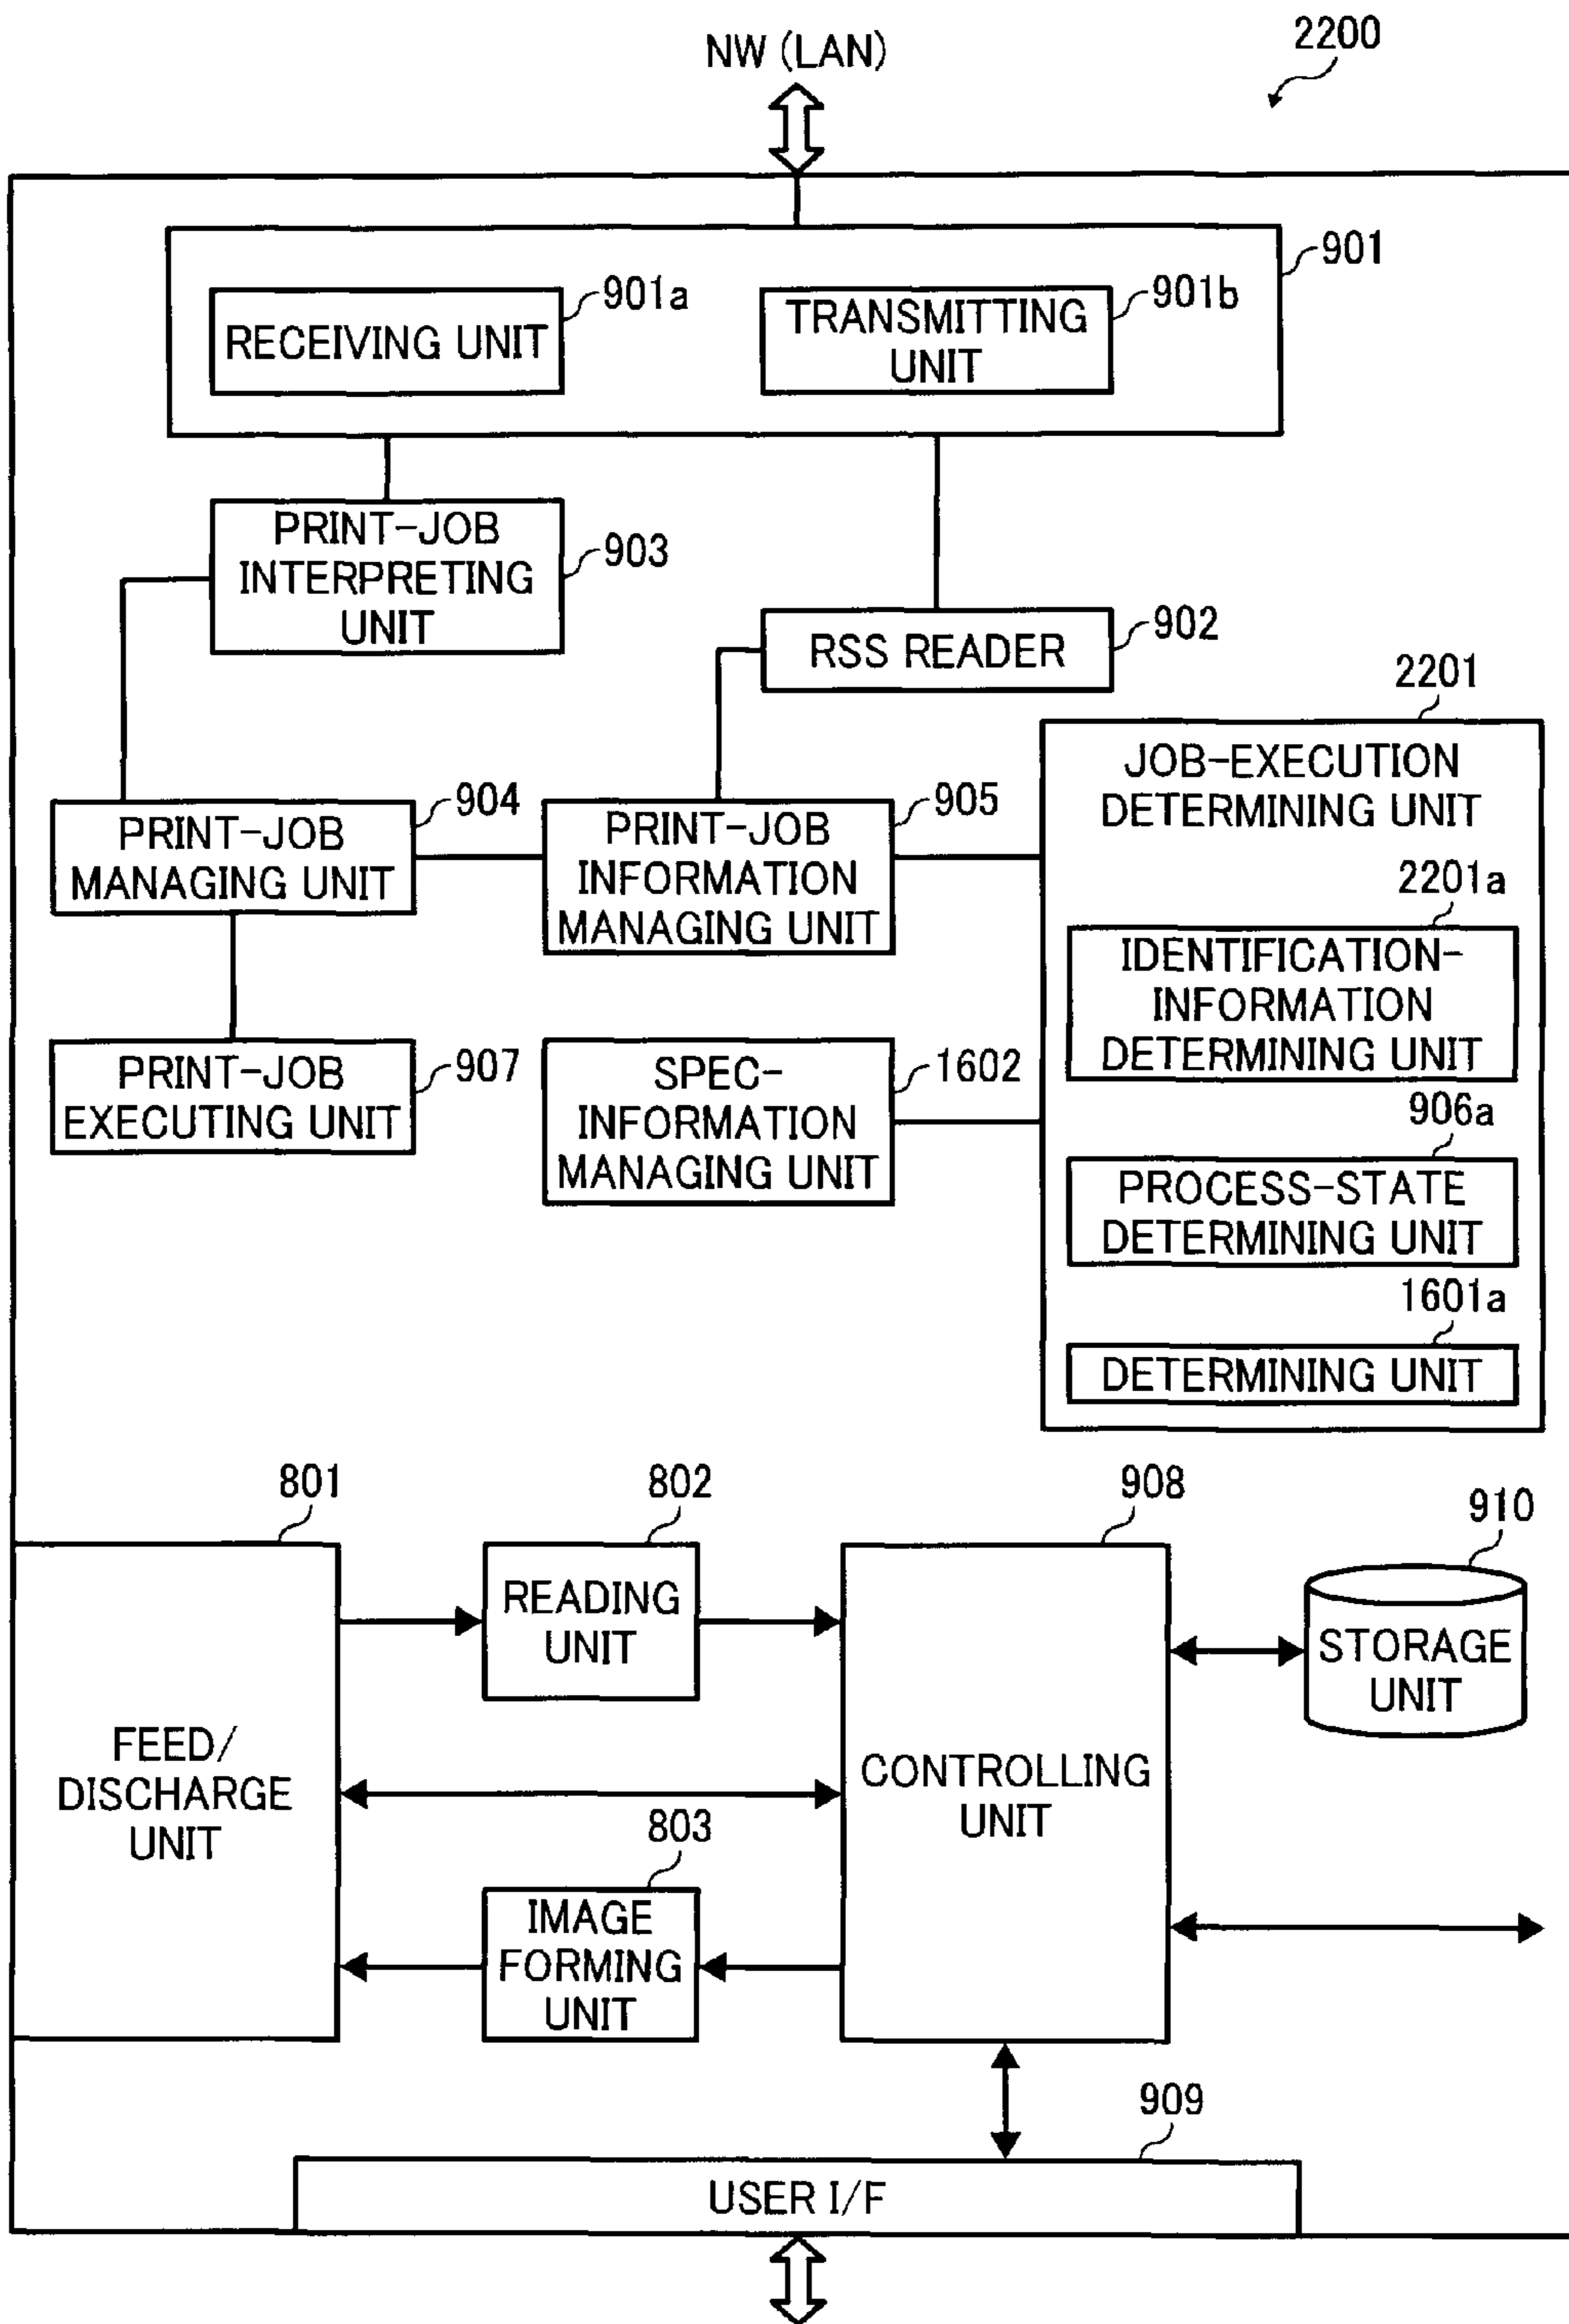 2200
NW (LAN)
901
901a
RECEIVING UNIT
901b
TRANSMITTING
UNIT
PRINT-JOB
INTERPRETING
UNIT
903
RSS READER
902
2201
JOB-EXECUTION
DETERMINING UNIT
904
PRINT-JOB
MANAGING UNIT
905
PRINT-JOB
INFORMATION
MANAGING UNIT
2201a
IDENTIFICATION-
INFORMATION
DETERMINING UNIT
PRINT-JOB
EXECUTING UNIT
907
SPEC-
INFORMATION
MANAGING UNIT
1602
906a
PROCESS-STATE
DETERMINING UNIT
1601a
DETERMINING UNIT
801
FEED/
DISCHARGE
UNIT
802
READING
UNIT
908
CONTROLLING
UNIT
910
STORAGE
UNIT
803
IMAGE
FORMING
UNIT
909
USER I/F